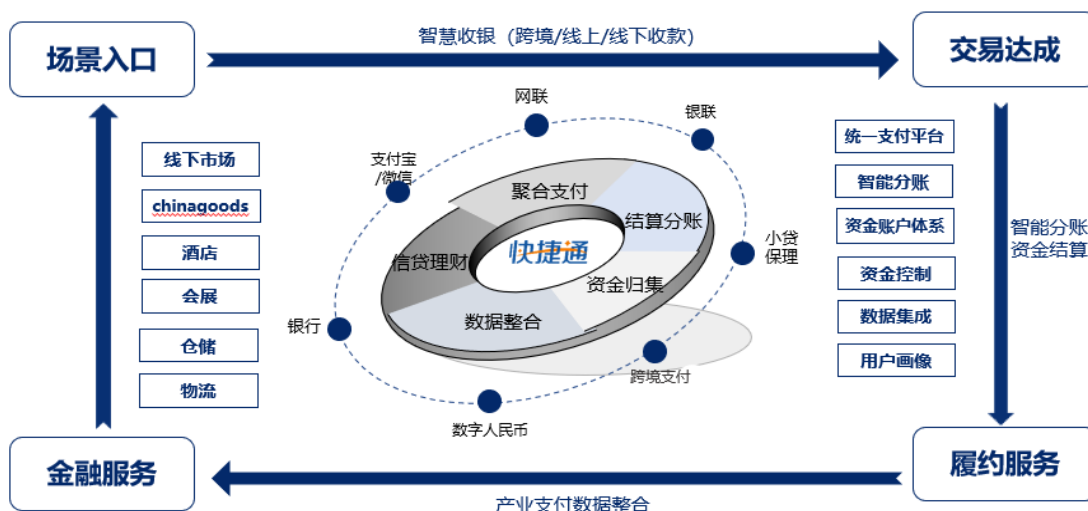 智慧收银（跨境/线上/线下收款）
场景入口
交易达成
网联
银联
支付宝
/微信
小贷
保理
银行
跨境支付
数字人民币
线下市场
chinagoods
酒店
会展
仓储
物流
聚合支付
结算分账
信贷理财
快捷通
资金归集
数据整合
统一支付平台
智能分账
资金账户体系
资金控制
数据集成
用户画像
智能分账
资金结算
金融服务
履约服务
产业支付数据整合